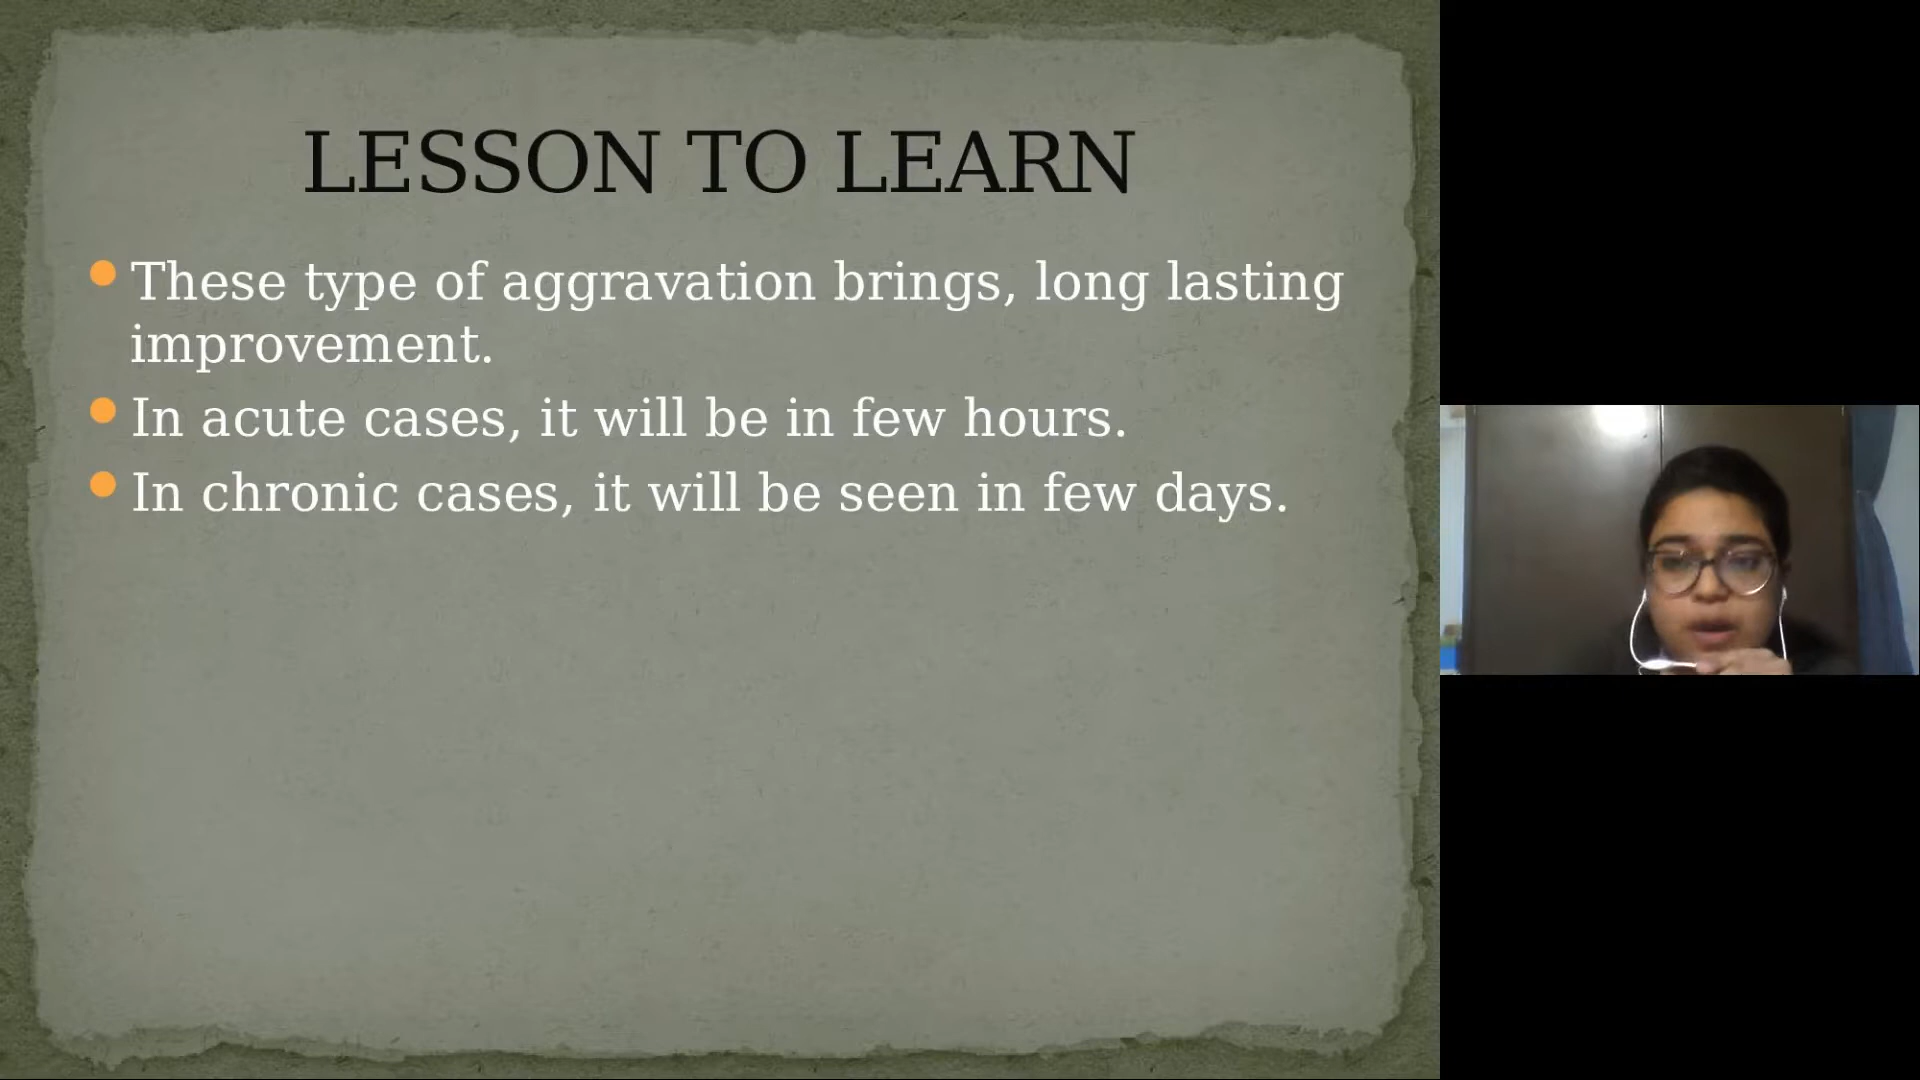 LESSON TO LEARN
These type of aggravation brings, long lasting
improvement.
In acute cases, it will be in few hours.
In chronic cases, it will be seen in few days.